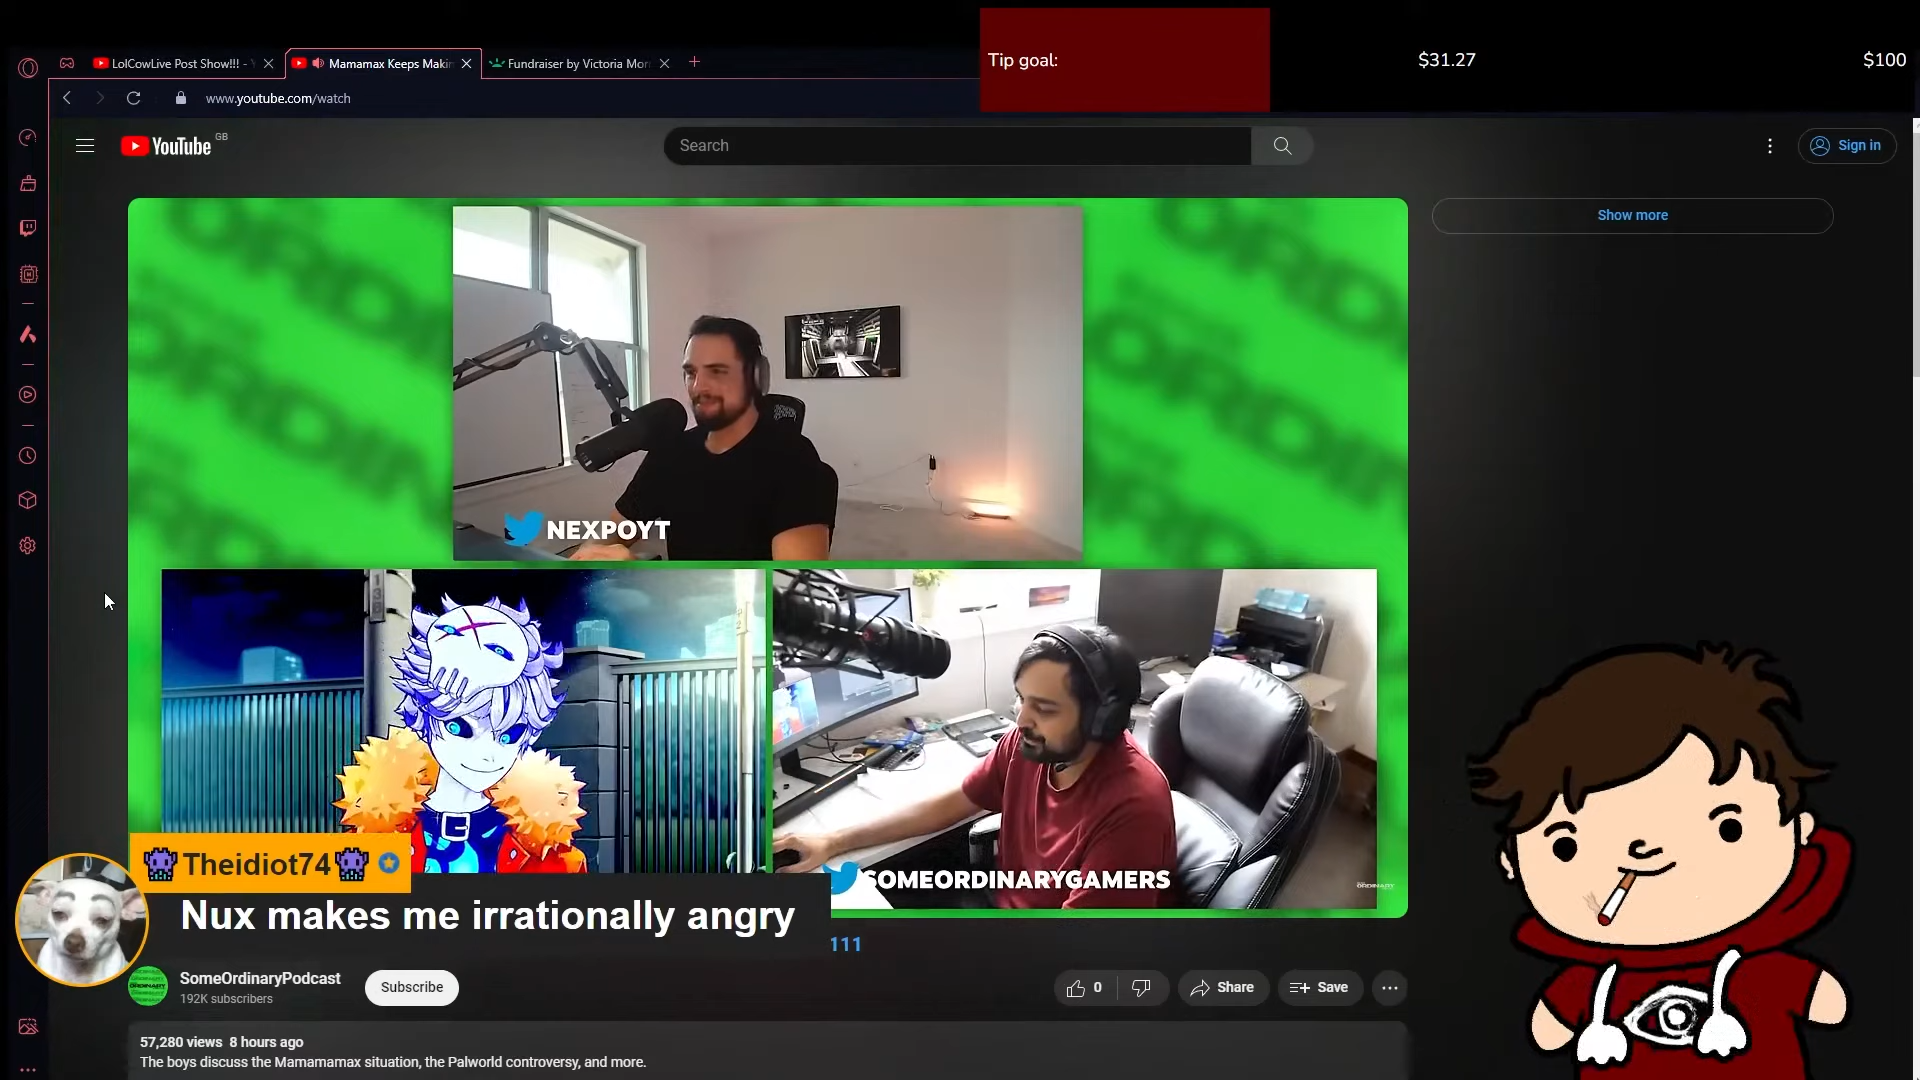 Tip goal:
$31.27
$100
LolCowLive Post Show!!! -
Mamamax Keeps Makin
Fundraiser by Victoria Mor
www.youtube.com/watch
YouTube
GB
Search
Sign in
Show more
NEXPOYT
SOMEORDINARYGAMERS
Theidiot74
Nux makes me irrationally angry
111
SomeOrdinaryPodcast
192K subscribers
Subscribe
0
Share
Save
57,280 views 8 hours ago
The boys discuss the Mamamamax situation, the Palworld controversy, and more.